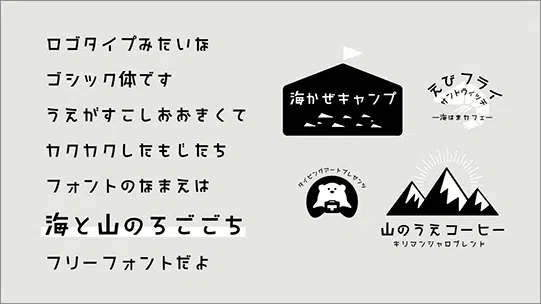 ロゴタイプみたいな
ゴシック体です
うえがすこしおおきくて
カクカクしたもじたち
フォントのなまえは
海と山のろごごち
フリーフォントだよ
海かぜキャンプ
えびフライ
サンドウィッチ
海はまカフェ
タイピングアートプレゼンツ
山のうえコーヒー
キリマンジャロブレンド